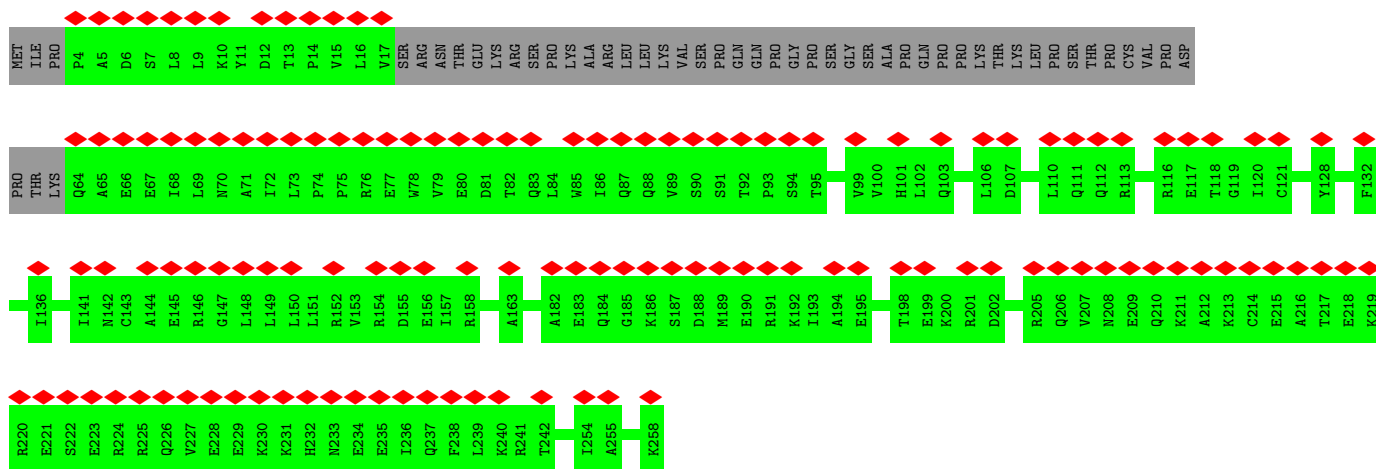 MET ILE PRO P4 A5 D6 S7 L8 L9 K10 Y11 D12 T13 P14 V15 L16 V17 SER ARG ASN THR GLU LYS ARG SER PRO LYS ALA ARG LEU LEU LYS VAL SER PRO GLN GLN PRO GLY PRO SER GLY SER ALA PRO GLN PRO PRO LYS THR LYS LEU PRO SER THR PRO CYS VAL PRO ASP
PRO THR LYS Q64 A65 E66 E67 I68 L69 N70 A71 I72 L73 P74 P75 R76 E77 W78 V79 E80 D81 T82 Q83 L84 W85 I86 Q87 Q88 V89 S90 S91 T92 P93 S94 T95 V99 V100 H101 L102 Q103 L106 D107 L110 Q111 Q112 R113 R116 E117 T118 G119 I120 C121 Y128 F132
I136 I141 N142 C143 A144 E145 R146 G147 L148 L149 L150 L151 R152 V153 R154 D155 E156 I157 R158 A163 A182 E183 Q184 G185 K186 S187 D188 M189 E190 R191 K192 I193 A194 E195 T198 E199 K200 R201 D202 R205 Q206 V207 N208 E209 Q210 K211 A212 K213 C214 E215 A216 T217 E218 K219
R220 E221 S222 E223 R224 R225 Q226 V227 E228 E229 K230 K231 H232 N233 E234 E235 I236 Q237 F238 L239 K240 R241 T242 I254 A255 K258